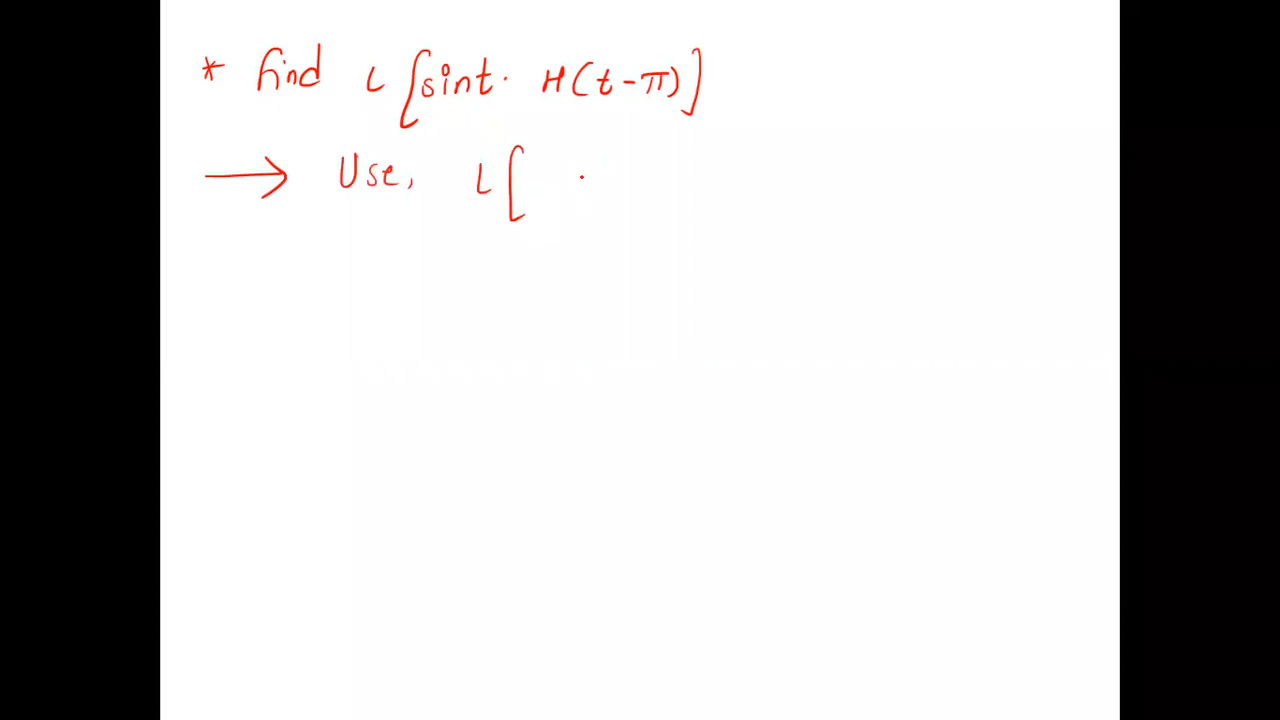 * find L[sint. H(t-π)]
→ Use, L[